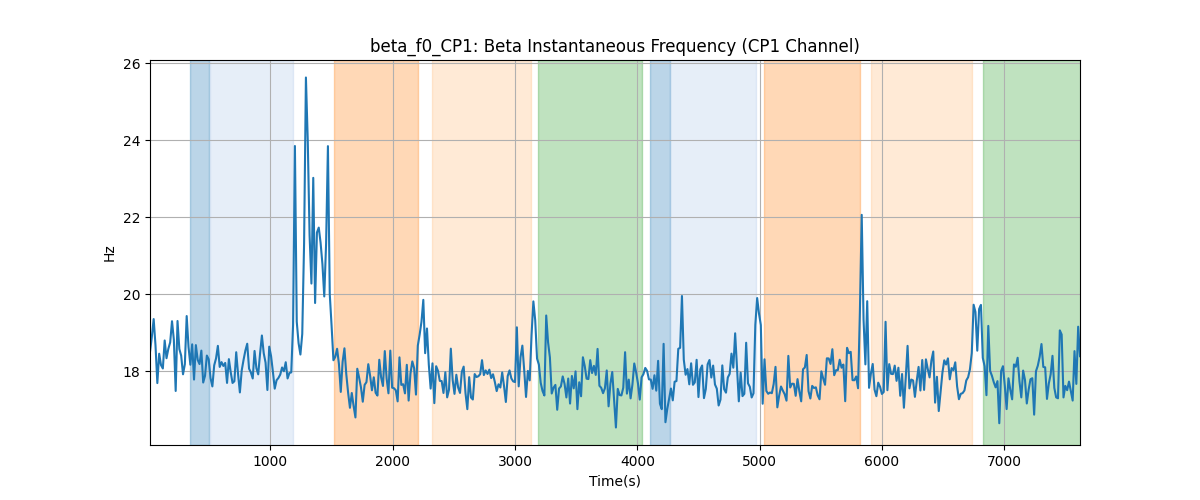 beta_f0_CP1: Beta Instantaneous Frequency (CP1 Channel)
26
24
22
20
18
Hz
1000 2000 3000 4000 5000 6000 7000
Time(s)